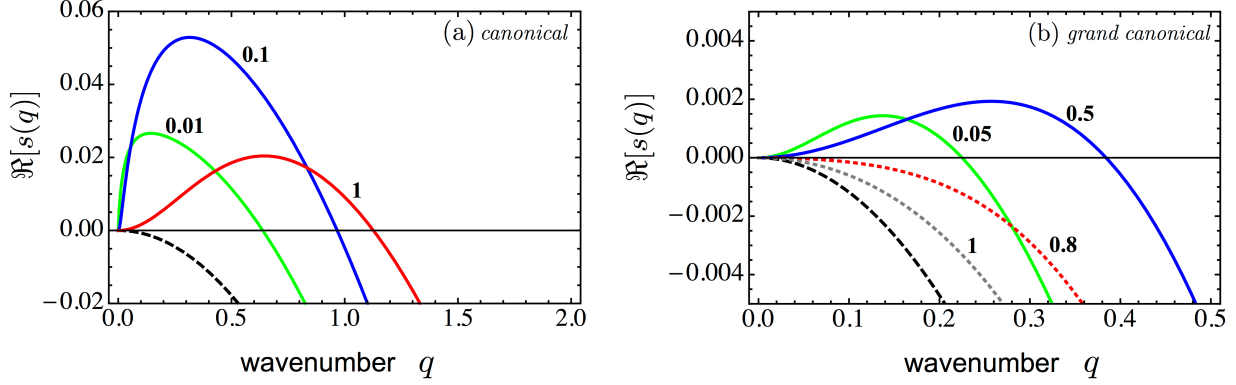 (a) canonical
0.06
0.04
0.02
0.00
−0.02
ℜ[s(q)]
0.1
0.01
1
0.0 0.5 1.0 1.5 2.0
wavenumber q
(b) grand canonical
0.004
0.002
0.000
−0.002
−0.004
ℜ[s(q)]
0.5
0.05
0.8
1
0.0 0.1 0.2 0.3 0.4 0.5
wavenumber q